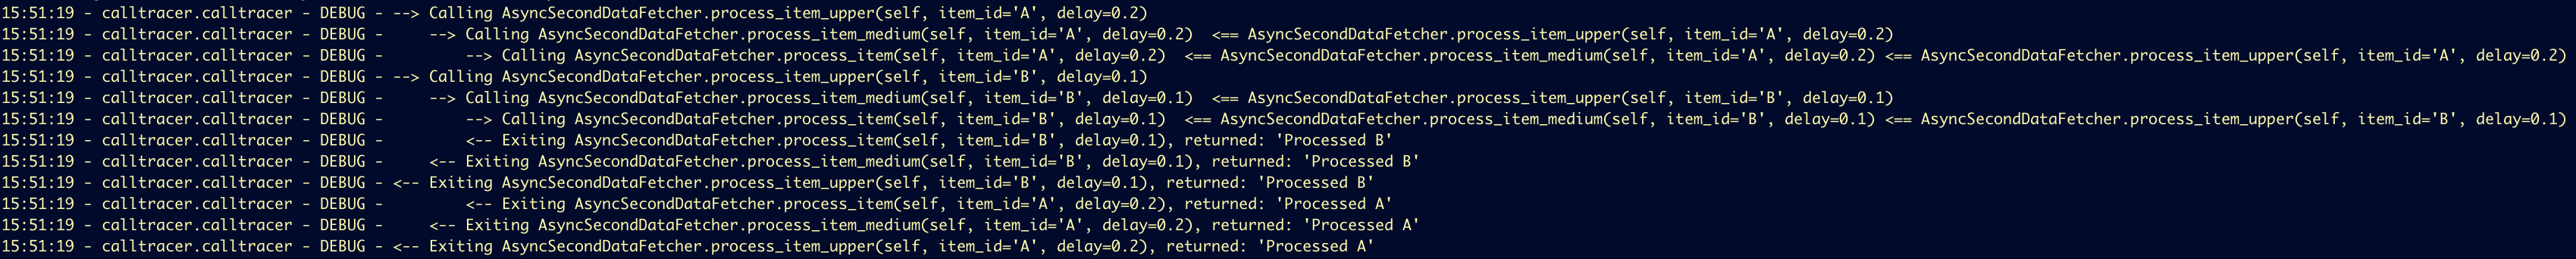 15:51:19 - calltracer.calltracer - DEBUG - --> Calling AsyncSecondDataFetcher.process_item_upper(self, item_id='A', delay=0.2)
15:51:19 - calltracer.calltracer - DEBUG -     --> Calling AsyncSecondDataFetcher.process_item_medium(self, item_id='A', delay=0.2)  <== AsyncSecondDataFetcher.process_item_upper(self, item_id='A', delay=0.2)
15:51:19 - calltracer.calltracer - DEBUG -         --> Calling AsyncSecondDataFetcher.process_item(self, item_id='A', delay=0.2)  <== AsyncSecondDataFetcher.process_item_medium(self, item_id='A', delay=0.2) <== AsyncSecondDataFetcher.process_item_upper(self, item_id='A', delay=0.2)
15:51:19 - calltracer.calltracer - DEBUG - --> Calling AsyncSecondDataFetcher.process_item_upper(self, item_id='B', delay=0.1)
15:51:19 - calltracer.calltracer - DEBUG -     --> Calling AsyncSecondDataFetcher.process_item_medium(self, item_id='B', delay=0.1)  <== AsyncSecondDataFetcher.process_item_upper(self, item_id='B', delay=0.1)
15:51:19 - calltracer.calltracer - DEBUG -         --> Calling AsyncSecondDataFetcher.process_item(self, item_id='B', delay=0.1)  <== AsyncSecondDataFetcher.process_item_medium(self, item_id='B', delay=0.1) <== AsyncSecondDataFetcher.process_item_upper(self, item_id='B', delay=0.1)
15:51:19 - calltracer.calltracer - DEBUG -         <-- Exiting AsyncSecondDataFetcher.process_item(self, item_id='B', delay=0.1), returned: 'Processed B'
15:51:19 - calltracer.calltracer - DEBUG -     <-- Exiting AsyncSecondDataFetcher.process_item_medium(self, item_id='B', delay=0.1), returned: 'Processed B'
15:51:19 - calltracer.calltracer - DEBUG - <-- Exiting AsyncSecondDataFetcher.process_item_upper(self, item_id='B', delay=0.1), returned: 'Processed B'
15:51:19 - calltracer.calltracer - DEBUG -         <-- Exiting AsyncSecondDataFetcher.process_item(self, item_id='A', delay=0.2), returned: 'Processed A'
15:51:19 - calltracer.calltracer - DEBUG -     <-- Exiting AsyncSecondDataFetcher.process_item_medium(self, item_id='A', delay=0.2), returned: 'Processed A'
15:51:19 - calltracer.calltracer - DEBUG - <-- Exiting AsyncSecondDataFetcher.process_item_upper(self, item_id='A', delay=0.2), returned: 'Processed A'